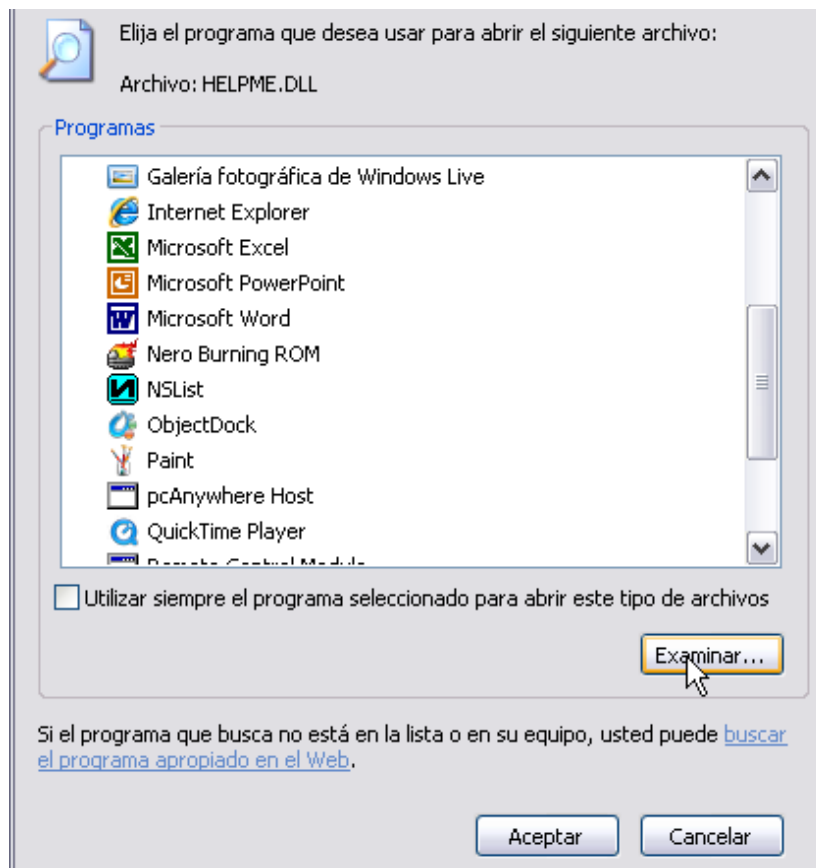 Elija el programa que desea usar para abrir el siguiente archivo:
Archivo: HELPME.DLL
Programas
Galería fotográfica de Windows Live
Internet Explorer
Microsoft Excel
Microsoft PowerPoint
Microsoft Word
Nero Burning ROM
NSList
ObjectDock
Paint
pcAnywhere Host
QuickTime Player
Remote Control Module
Utilizar siempre el programa seleccionado para abrir este tipo de archivos
Examinar...
Si el programa que busca no está en la lista o en su equipo, usted puede buscar
el programa apropiado en el Web.
Aceptar
Cancelar